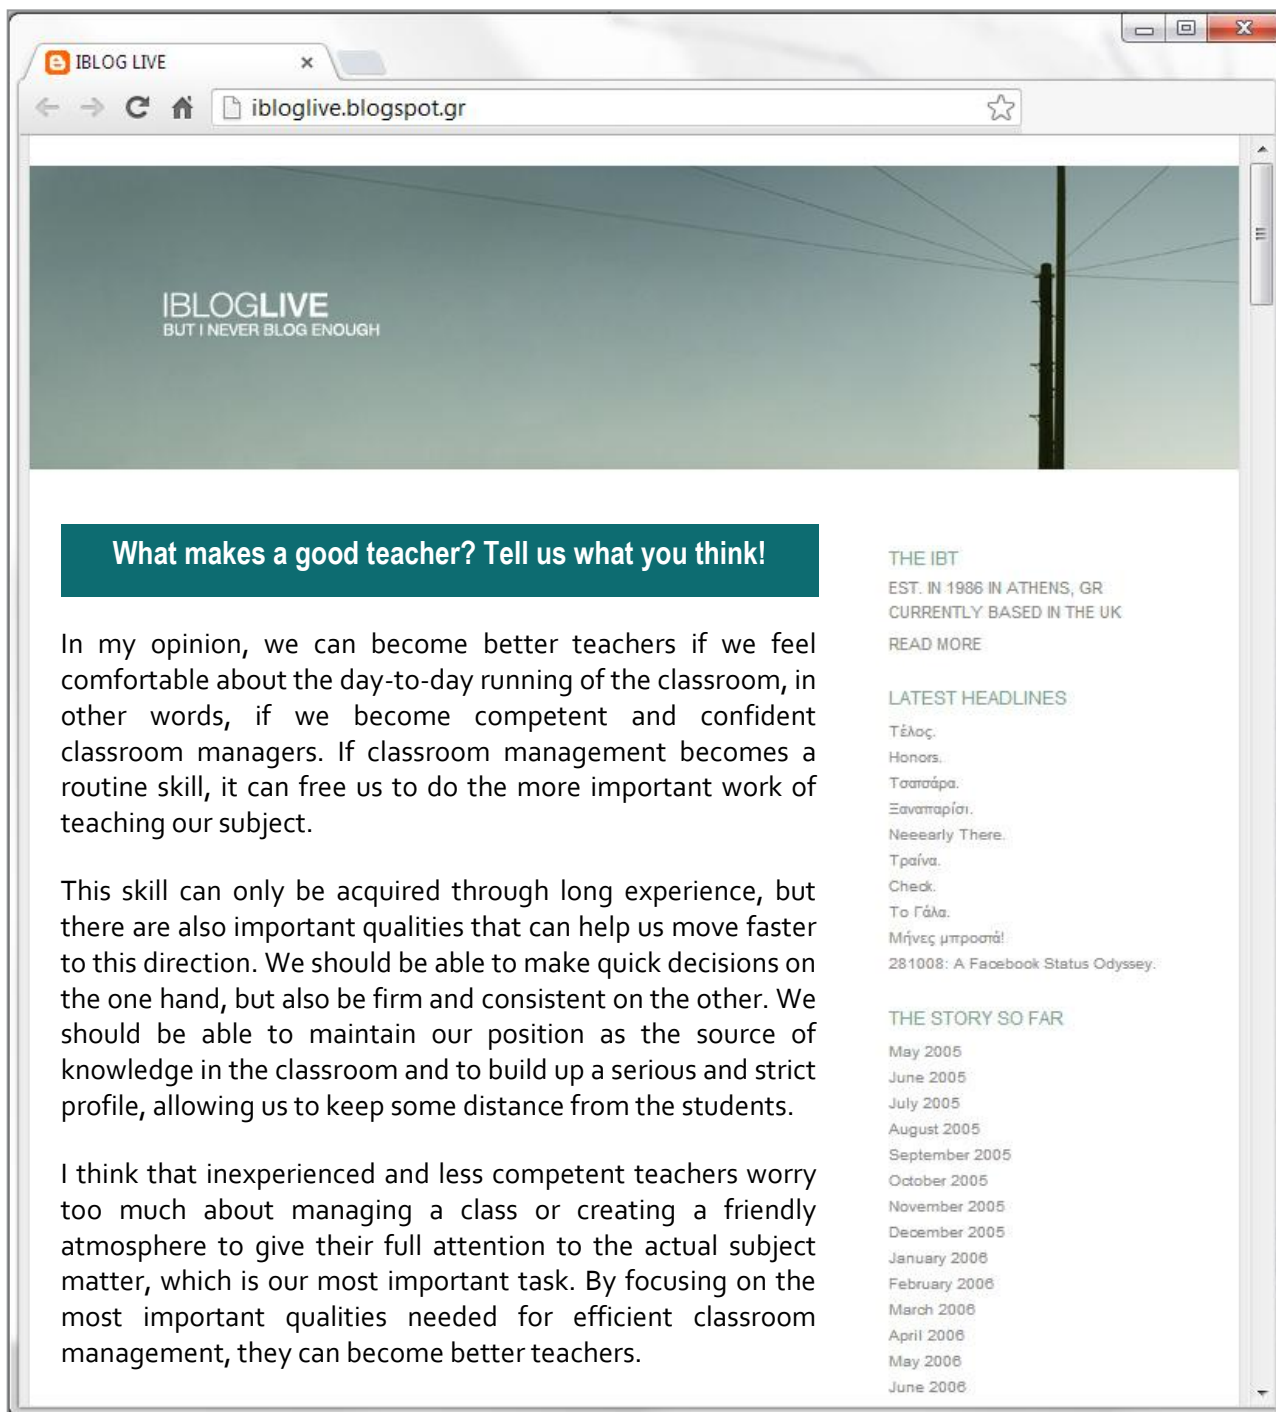 IBLOG LIVE
ibloglive.blogspot.gr
IBLOGLIVE
BUT I NEVER BLOG ENOUGH
What makes a good teacher? Tell us what you think!
In my opinion, we can become better teachers if we feel
comfortable about the day-to-day running of the classroom, in
other words, if we become competent and confident
classroom managers. If classroom management becomes a
routine skill, it can free us to do the more important work of
teaching our subject.
This skill can only be acquired through long experience, but
there are also important qualities that can help us move faster
to this direction. We should be able to make quick decisions on
the one hand, but also be firm and consistent on the other. We
should be able to maintain our position as the source of
knowledge in the classroom and to build up a serious and strict
profile, allowing us to keep some distance from the students.
I think that inexperienced and less competent teachers worry
too much about managing a class or creating a friendly
atmosphere to give their full attention to the actual subject
matter, which is our most important task. By focusing on the
most important qualities needed for efficient classroom
management, they can become better teachers.
THE IBT
EST. IN 1986 IN ATHENS, GR
CURRENTLY BASED IN THE UK
READ MORE
LATEST HEADLINES
Τέλος.
Honors.
Τσατσάρα.
Ξαναπαρίσι.
Neeearly There.
Τραίνα.
Check.
Το Γάλα.
Μήνες μπροστά!
281008: A Facebook Status Odyssey.
THE STORY SO FAR
May 2005
June 2005
July 2005
August 2005
September 2005
October 2005
November 2005
December 2005
January 2006
February 2006
March 2006
April 2006
May 2006
June 2006